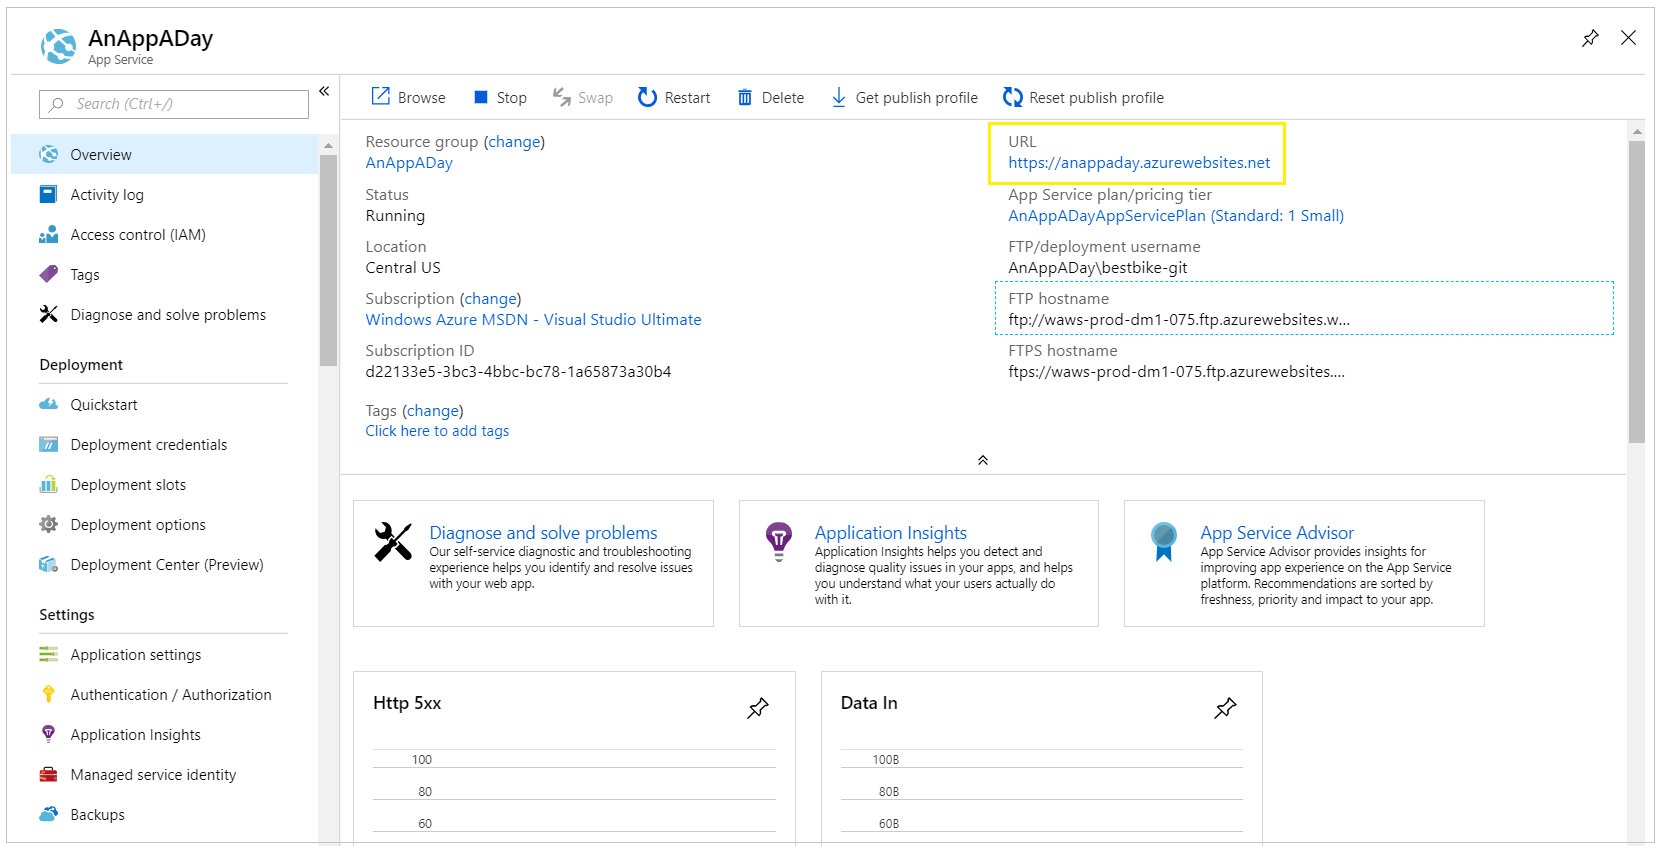 AnAppADay
App Service
Search (Ctrl+/)
Overview
Activity log
Access control (IAM)
Tags
Diagnose and solve problems
Deployment
Quickstart
Deployment credentials
Deployment slots
Deployment options
Deployment Center (Preview)
Settings
Application settings
Authentication / Authorization
Application Insights
Managed service identity
Backups
Browse Stop Swap Restart Delete Get publish profile Reset publish profile
Resource group (change)
AnAppADay
Status
Running
Location
Central US
Subscription (change)
Windows Azure MSDN - Visual Studio Ultimate
Subscription ID
d22133e5-3bc3-4bbc-bc78-1a65873a30b4
Tags (change)
Click here to add tags
URL
https://anappaday.azurewebsites.net
App Service plan/pricing tier
AnAppADayAppServicePlan (Standard: 1 Small)
FTP/deployment username
AnAppADay\bestbike-git
FTP hostname
ftp://waws-prod-dm1-075.ftp.azurewebsites.w...
FTPS hostname
ftps://waws-prod-dm1-075.ftp.azurewebsites....
Diagnose and solve problems
Our self-service diagnostic and troubleshooting
experience helps you identify and resolve issues
with your web app.
Application Insights
Application Insights helps you detect and
diagnose quality issues in your apps, and helps
you understand what your users actually do
with it.
App Service Advisor
App Service Advisor provides insights for
improving app experience on the App Service
platform. Recommendations are sorted by
freshness, priority and impact to your app.
Http 5xx
100
80
60
Data In
100B
80B
60B